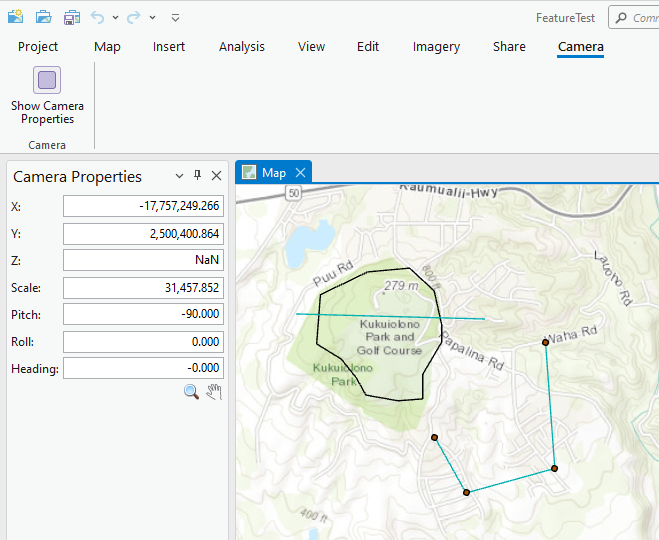 FeatureTest
Project Map Insert Analysis View Edit Imagery Share Camera
Show Camera
Properties
Camera
Camera Properties
X: -17,757,249.266
Y: 2,500,400.864
Z: NaN
Scale: 31,457.852
Pitch: -90.000
Roll: 0.000
Heading: -0.000
Map
50
Kaumualii-Hwy
Puu Rd
800 ft
279 m
Lauoho Rd
Kukuiolono
Park and
Golf Course
Waha Rd
Papalina Rd
Kukuiolono
Park
400 ft